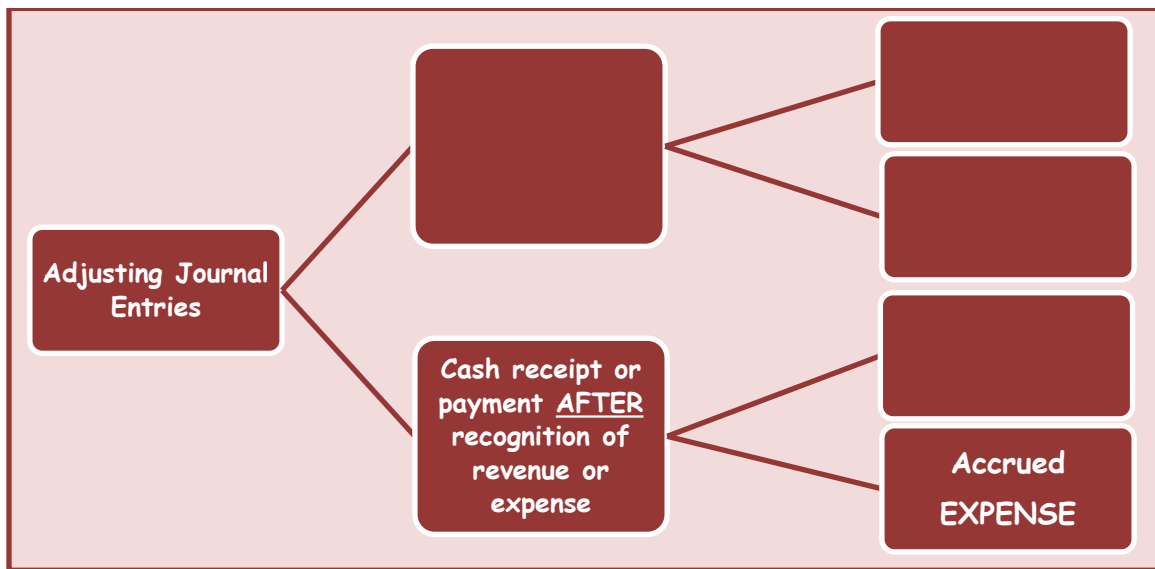 Adjusting Journal
Entries
Cash receipt or
payment AFTER
recognition of
revenue or
expense
Accrued
EXPENSE